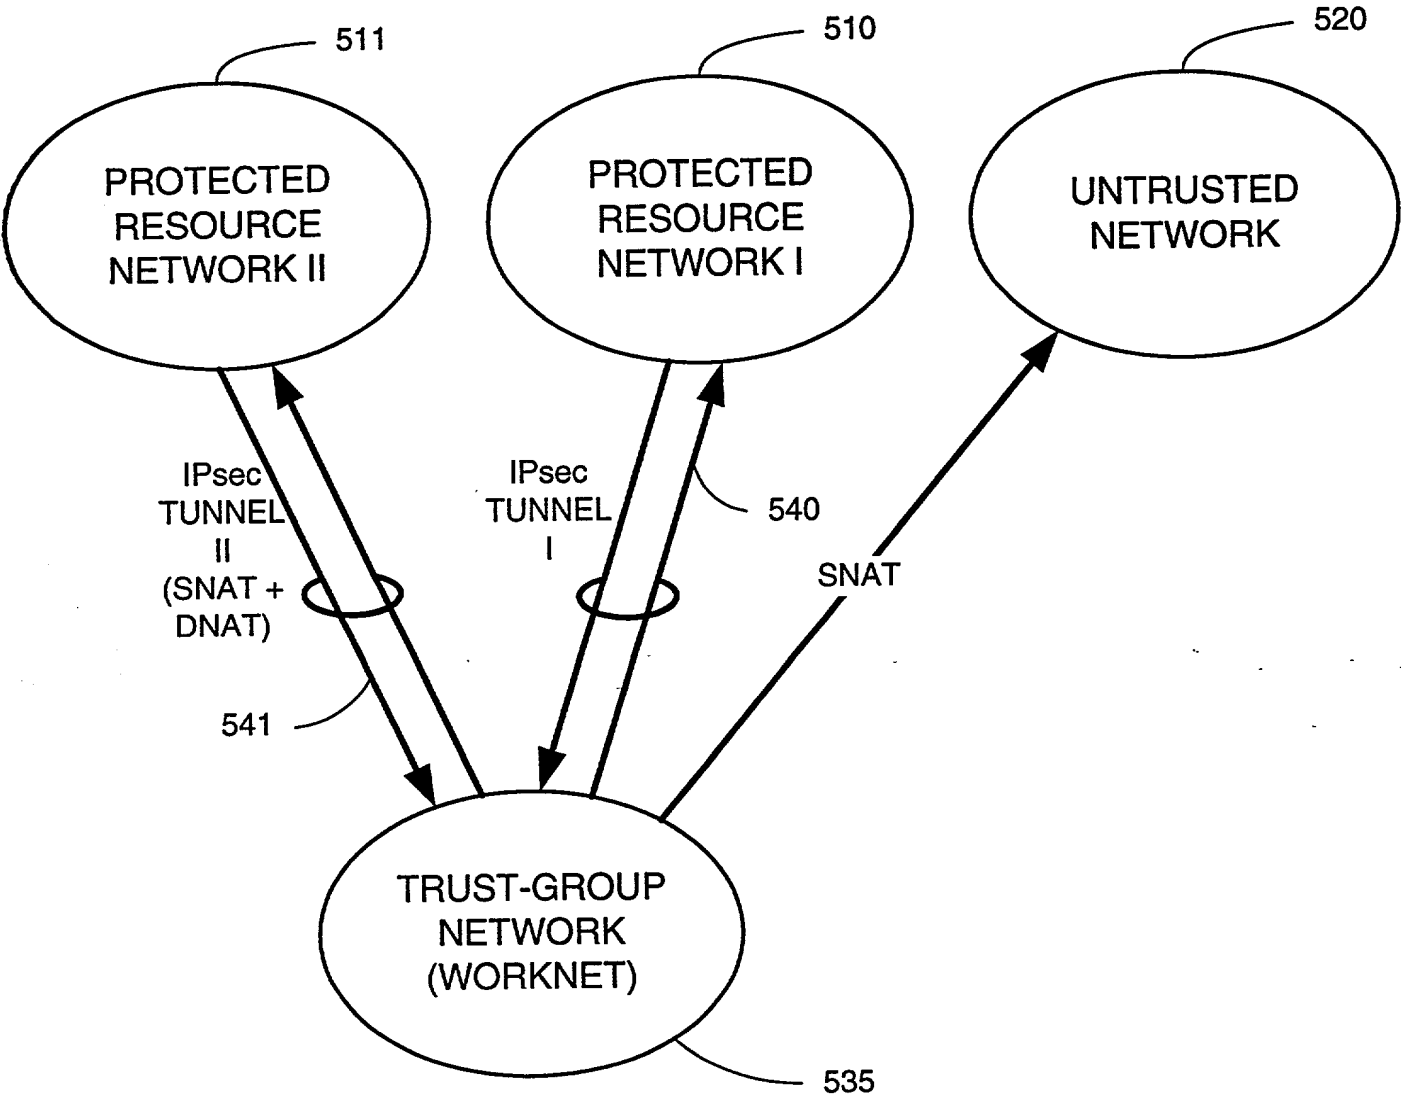 511
510
520
PROTECTED
RESOURCE
NETWORK II
PROTECTED
RESOURCE
NETWORK I
UNTRUSTED
NETWORK
IPsec
TUNNEL
II
(SNAT +
DNAT)
IPsec
TUNNEL
I
540
SNAT
541
TRUST-GROUP
NETWORK
(WORKNET)
535